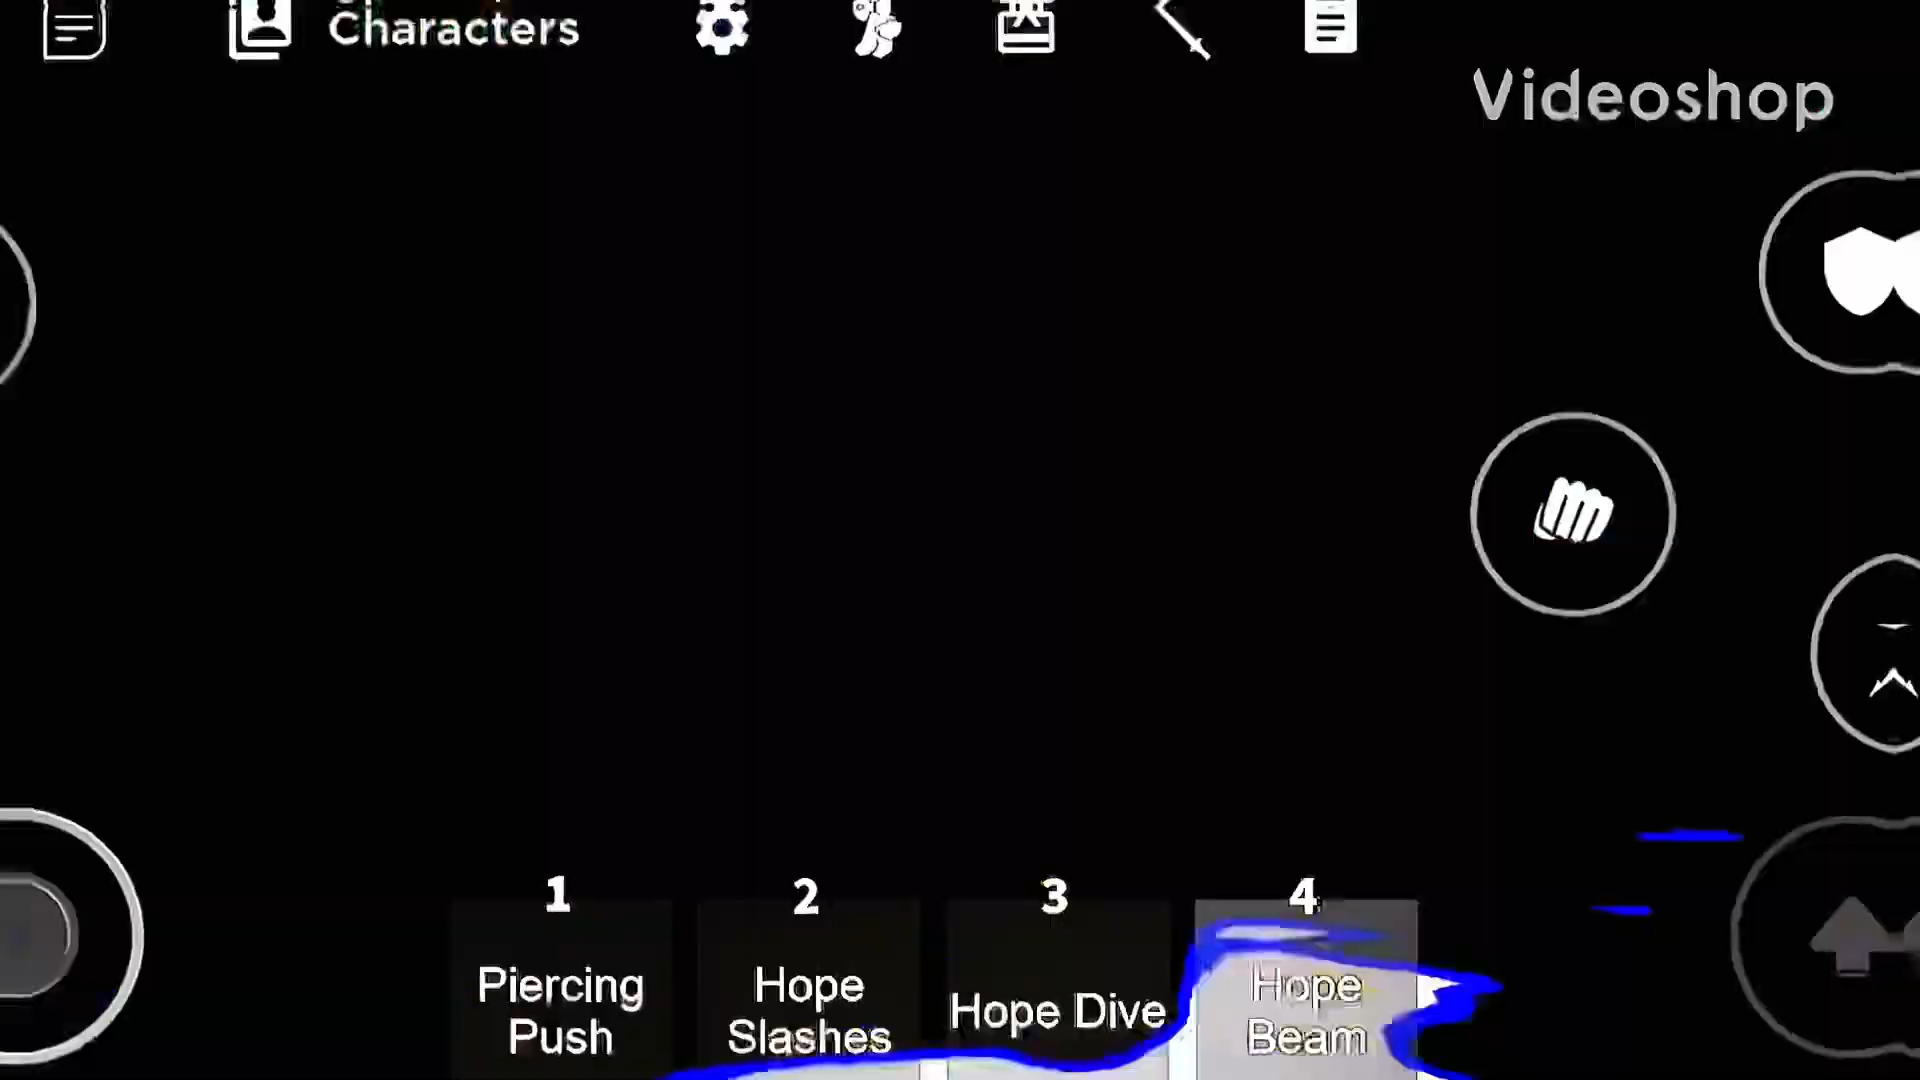 Characters
Videoshop
1
2
3
4
Piercing
Push
Hope
Slashes
Hope Dive
Hope
Beam